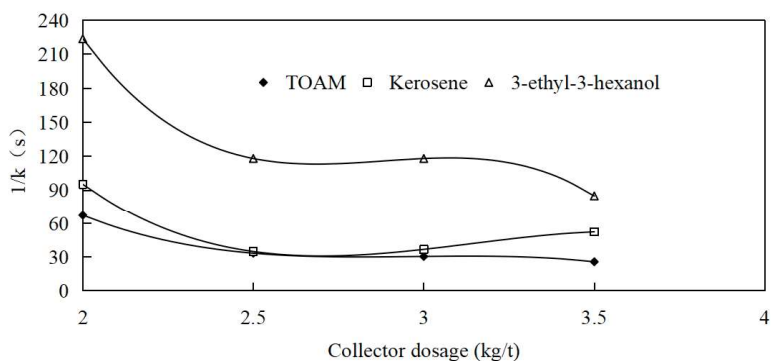 240
210
180
150
120
90
60
30
0
1/k（s）
TOAM Kerosene 3-ethyl-3-hexanol
2 2.5 3 3.5 4
Collector dosage (kg/t)